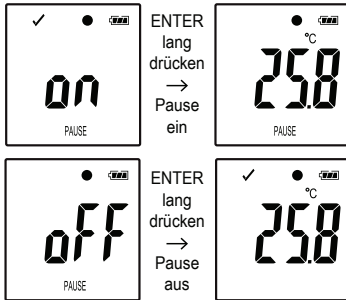 ✓ ●
on
PAUSE
ENTER
lang
drücken
→
Pause
ein
●
°C
25.8
PAUSE
●
oFF
PAUSE
ENTER
lang
drücken
→
Pause
aus
✓ ●
°C
25.8